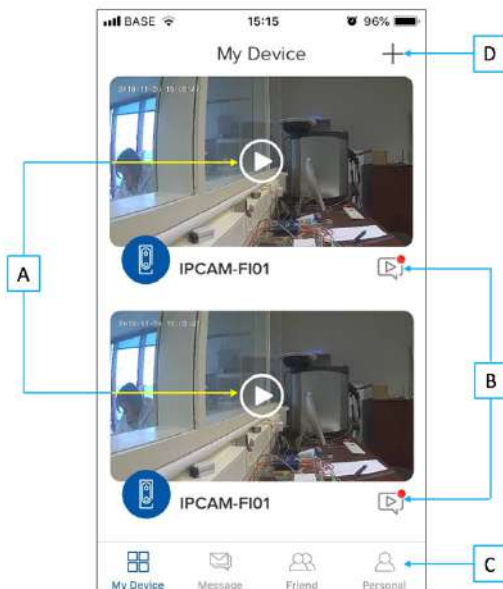 BASE 15:15 96%
My Device
D
IPCAM-FI01
A
B
IPCAM-FI01
My Device Message Friend Personal
C